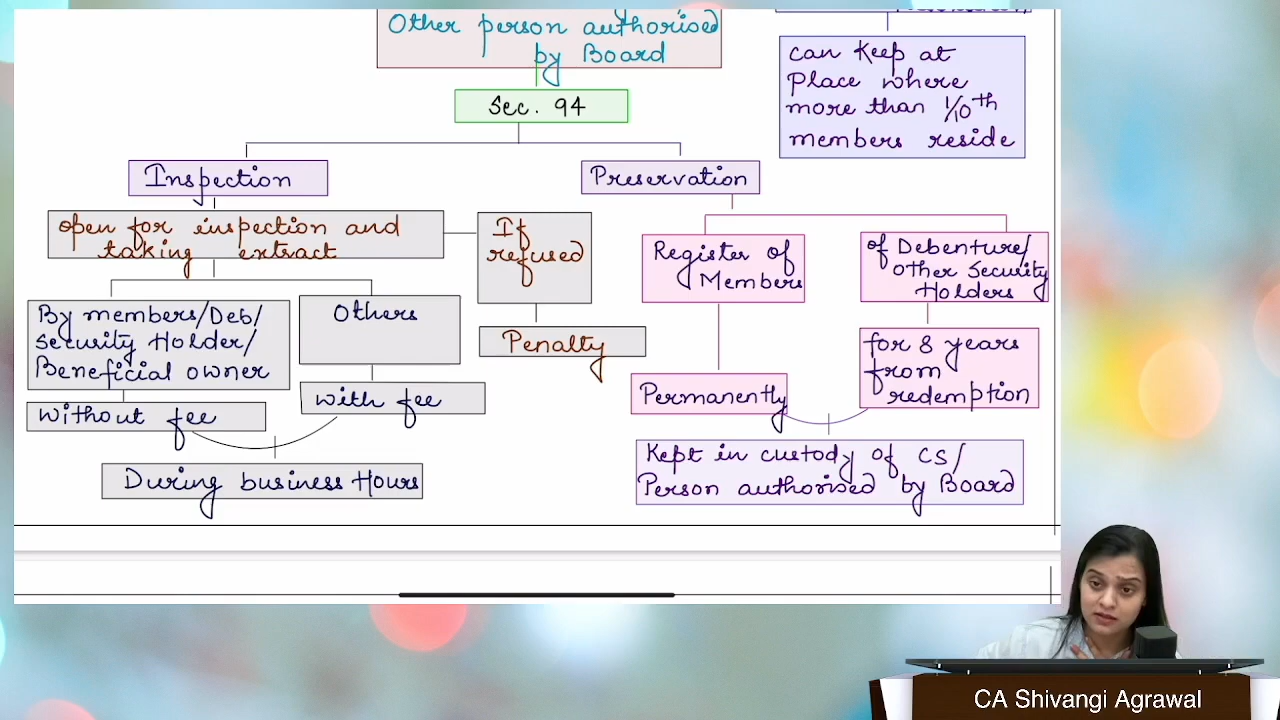 Other person authorised
by Board
can keep at
place where
more than 1/10th
members reside
Sec. 94
Inspection
Preservation
open for inspection and
taking extract
If
refused
Register of
Members
of Debenture/
other Security
Holders
By members/Deb/
Security Holder/
Beneficial owner
Others
Penalty
for 8 years
from
redemption
Permanently
without fee
with fee
During business Hours
Kept in custody of CS/
Person authorised by Board
CA Shivangi Agrawal